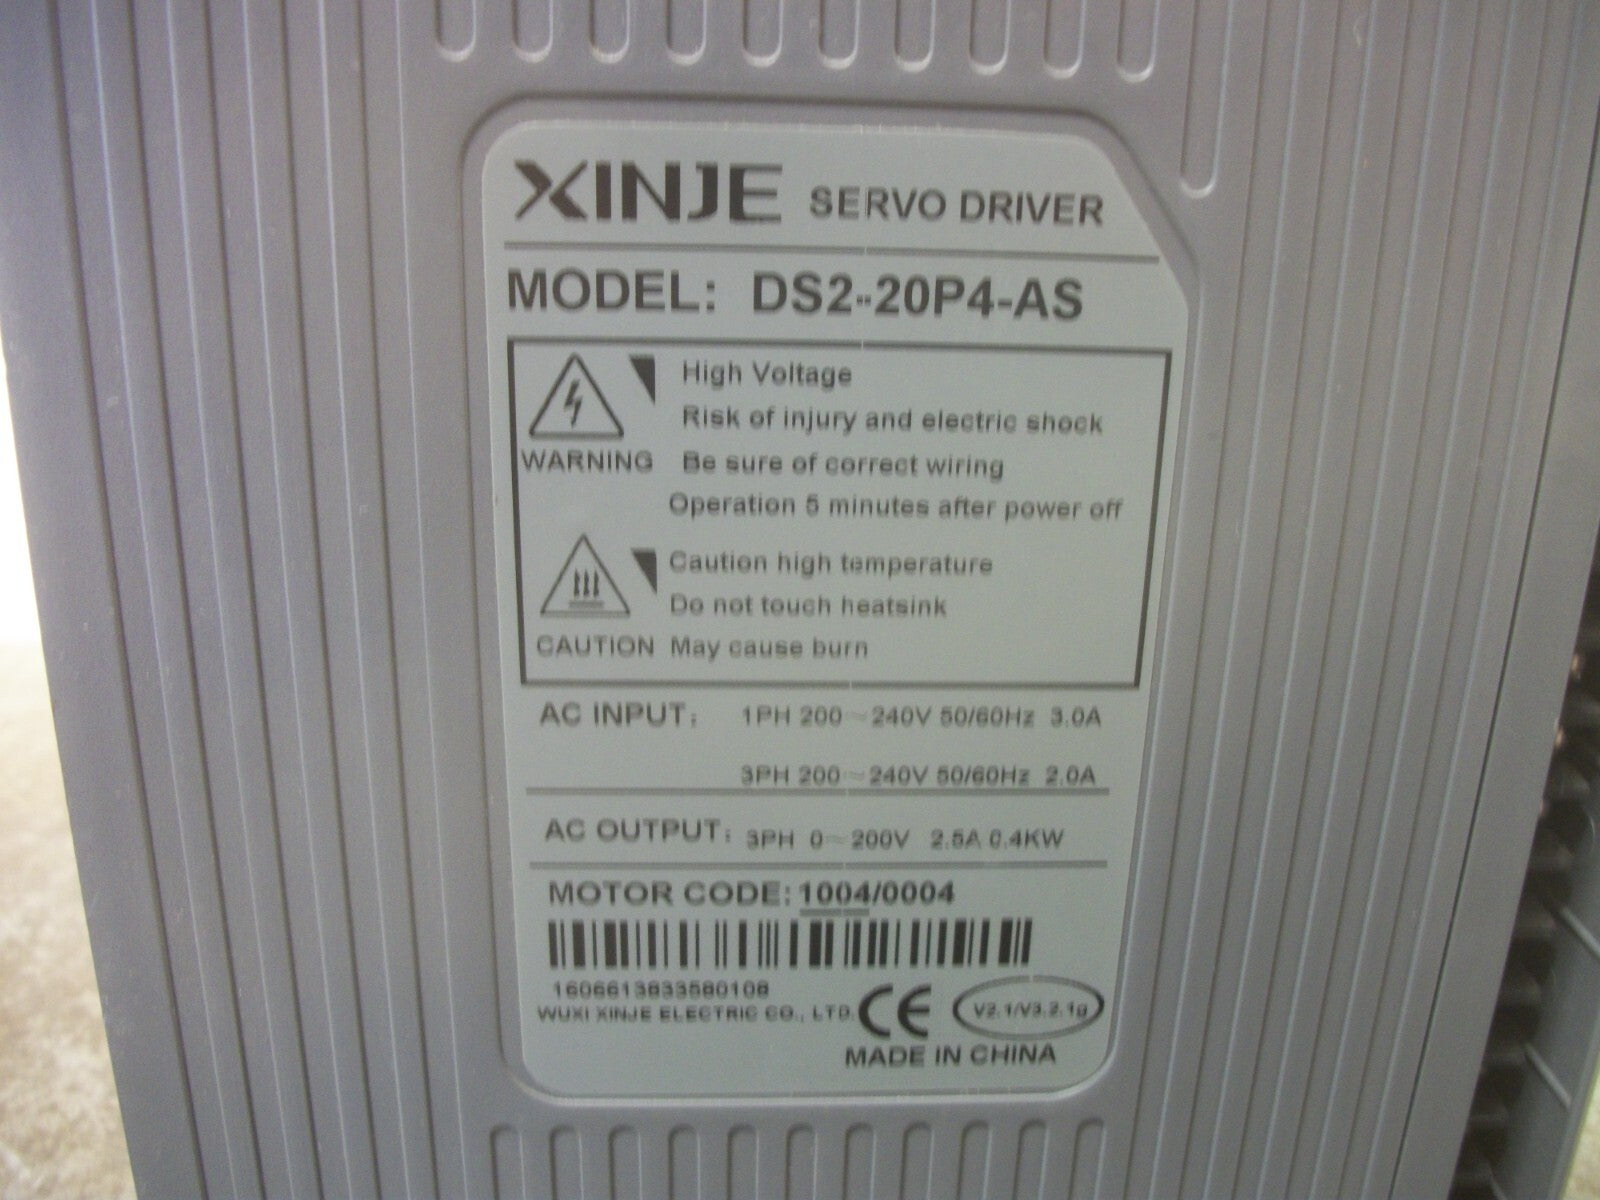 XINJE SERVO DRIVER
MODEL: DS2-20P4-AS
High Voltage
Risk of injury and electric shock
WARNING Be sure of correct wiring
Operation 5 minutes after power off
Caution high temperature
Do not touch heatsink
CAUTION May cause burn
AC INPUT: 1PH 200~240V 50/60Hz 3.0A
3PH 200~240V 50/60Hz 2.0A
AC OUTPUT: 3PH 0~200V 2.5A 0.4KW
MOTOR CODE: 1004/0004
1606613833580108
WUXI XINJE ELECTRIC CO., LTD. CE V2.1/V3.2.1g
MADE IN CHINA